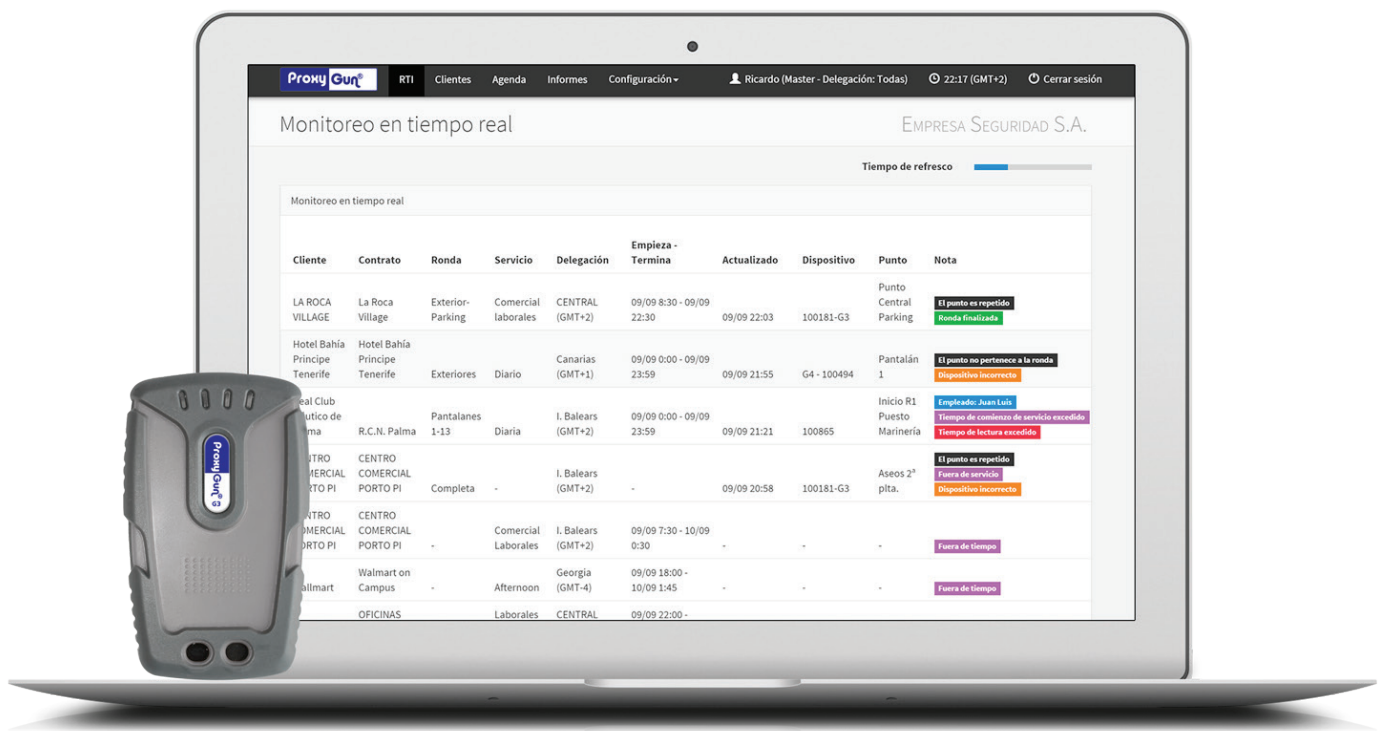 Proxy Gun® RTI Clientes Agenda Informes Configuración Ricardo (Master - Delegación: Todas) 22:17 (GMT+2) Cerrar sesión
Monitoreo en tiempo real
EMPRESA SEGURIDAD S.A.
Tiempo de refresco
Monitoreo en tiempo real
Cliente Contrato Ronda Servicio Delegación Empieza - Termina Actualizado Dispositivo Punto Nota
LA ROCA VILLAGE La Roca Village Exterior-Parking Comercial laborales CENTRAL (GMT+2) 09/09 8:30 - 09/09 22:30 09/09 22:03 100181-G3 Punto Central Parking El punto es repetido
Ronda finalizada
Hotel Bahía Principe Tenerife Hotel Bahía Principe Tenerife Exteriores Diario Canarias (GMT+1) 09/09 0:00 - 09/09 23:59 09/09 21:55 G4 - 100494 Pantalán 1 El punto no pertenece a la ronda
Dispositivo incorrecto
Club de R.C.N. Palma Pantalanes 1-13 Diaria I. Balears (GMT+2) 09/09 0:00 - 09/09 23:59 09/09 21:21 100865 Inicio R1 Puesto Marinería Empleado: Juan Luis
Tiempo de comienzo de servicio excedido
Tiempo de lectura excedido
PORTO PI CENTRO COMERCIAL PORTO PI Completa - I. Balears (GMT+2) - 09/09 20:58 100181-G3 Aseos 2ª plta. El punto es repetido
Fuera de servicio
Dispositivo incorrecto
CENTRO COMERCIAL PORTO PI - Comercial Laborales I. Balears (GMT+2) 09/09 7:30 - 10/09 0:30 - - - Fuera de tiempo
Walmart on Campus - Afternoon Georgia (GMT-4) 09/09 18:00 - 10/09 1:45 - - - Fuera de tiempo
OFICINAS Laborales CENTRAL 09/09 22:00 -
Proxy Gun® G3